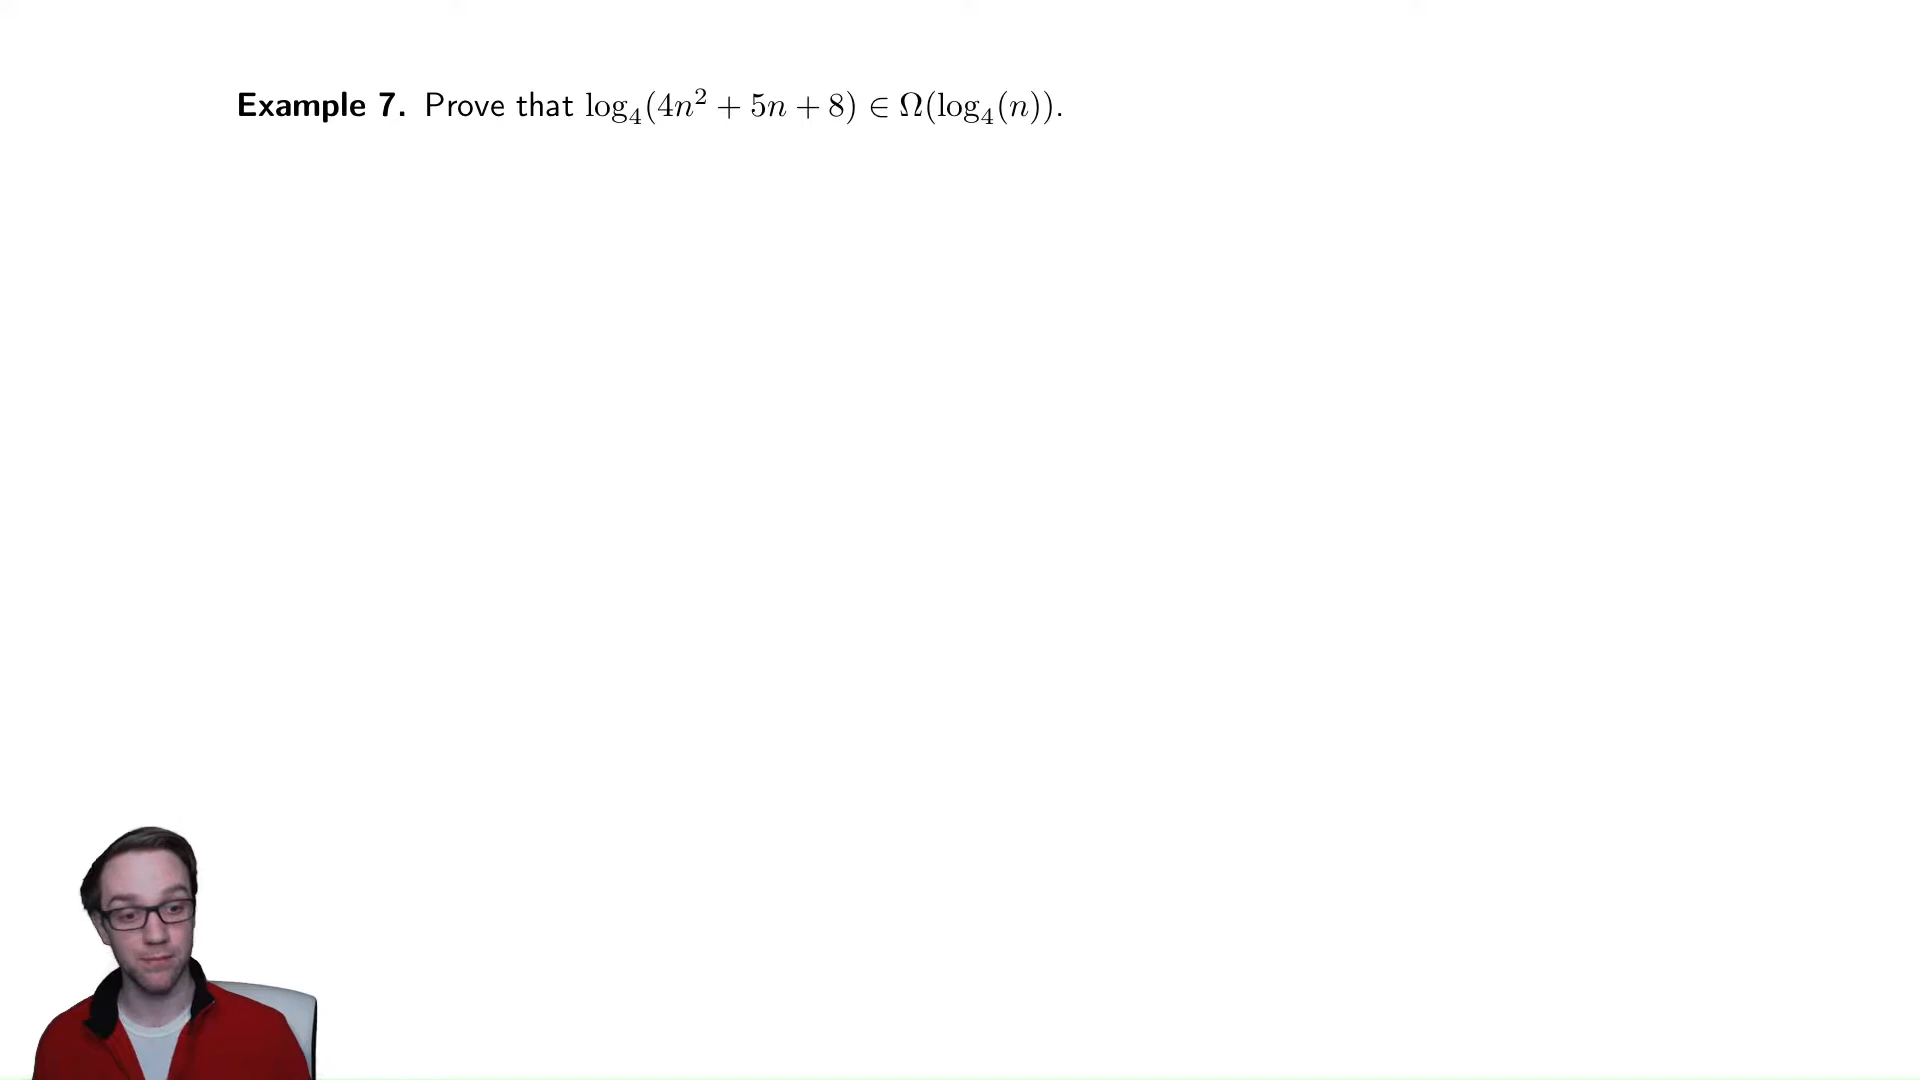 Example 7. Prove that log₄(4n² + 5n + 8) ∈ Ω(log₄(n)).